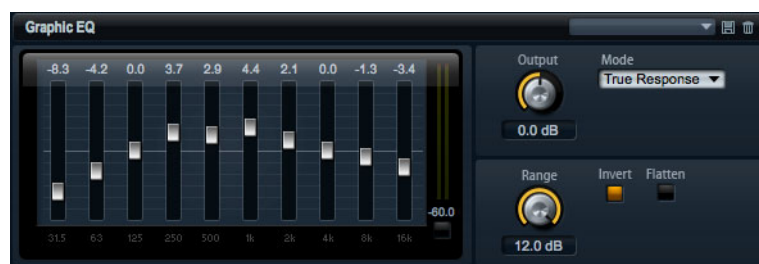 Graphic EQ
-8.3 -4.2 0.0 3.7 2.9 4.4 2.1 0.0 -1.3 -3.4
-60.0
31.5 63 125 250 500 1k 2k 4k 8k 16k
Output
0.0 dB
Mode
True Response
Range
12.0 dB
Invert Flatten